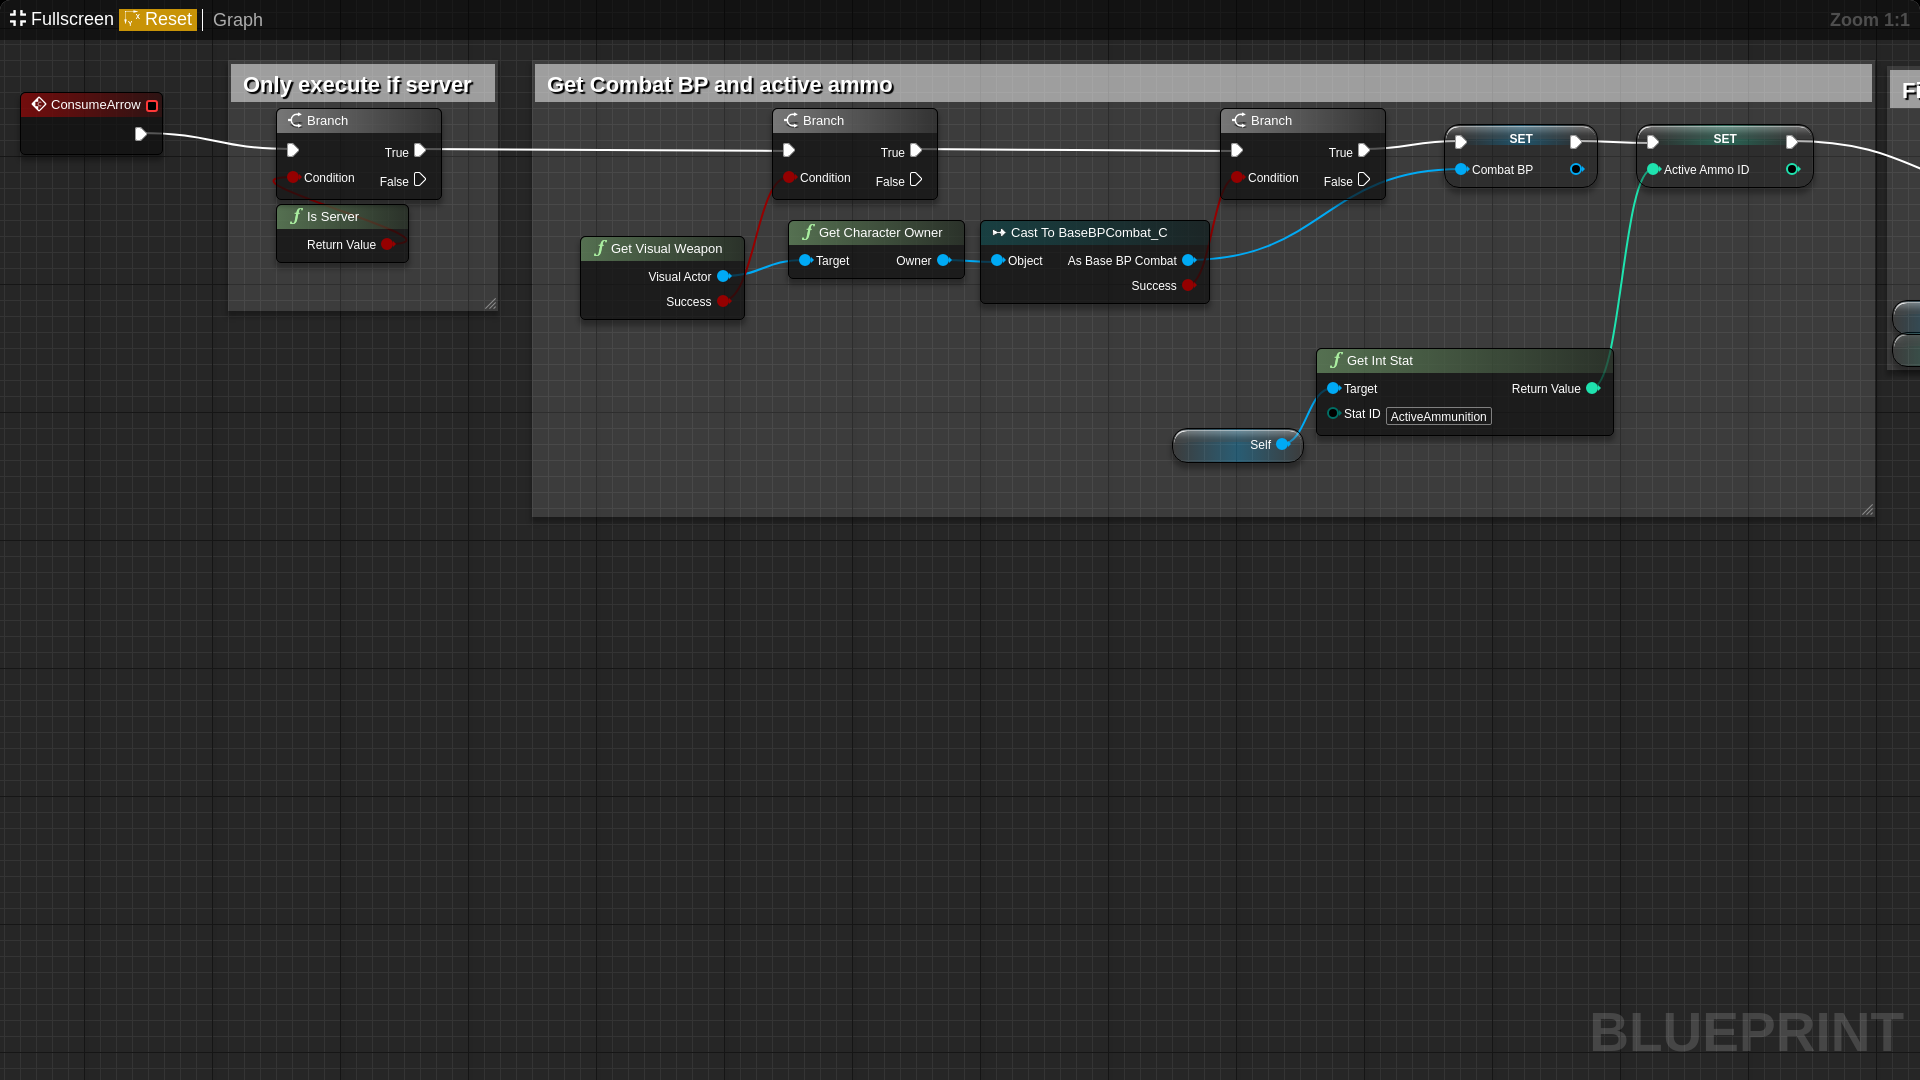 Fullscreen Reset Graph Zoom 1:1
ConsumeArrow
Only execute if server
Branch
True
Condition
False
Is Server
Return Value
Get Combat BP and active ammo
Branch
True
Condition
False
Get Visual Weapon
Visual Actor
Success
Get Character Owner
Target Owner
Cast To BaseBPCombat_C
Object As Base BP Combat
Success
Branch
True
Condition
False
SET
Combat BP
SET
Active Ammo ID
Get Int Stat
Target Return Value
Stat ID ActiveAmmunition
Self
BLUEPRINT